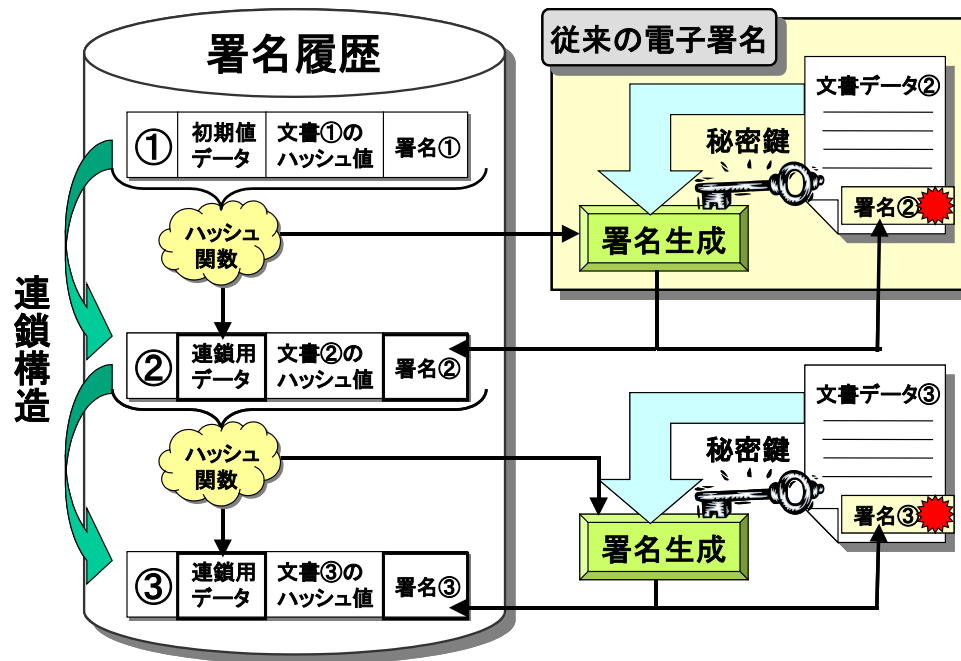 署名履歴
①
初期値
データ
文書①の
ハッシュ値
署名①
ハッシュ
関数
②
連鎖用
データ
文書②の
ハッシュ値
署名②
ハッシュ
関数
③
連鎖用
データ
文書③の
ハッシュ値
署名③
連鎖構造
従来の電子署名
文書データ②
秘密鍵
署名②
署名生成
文書データ③
秘密鍵
署名③
署名生成